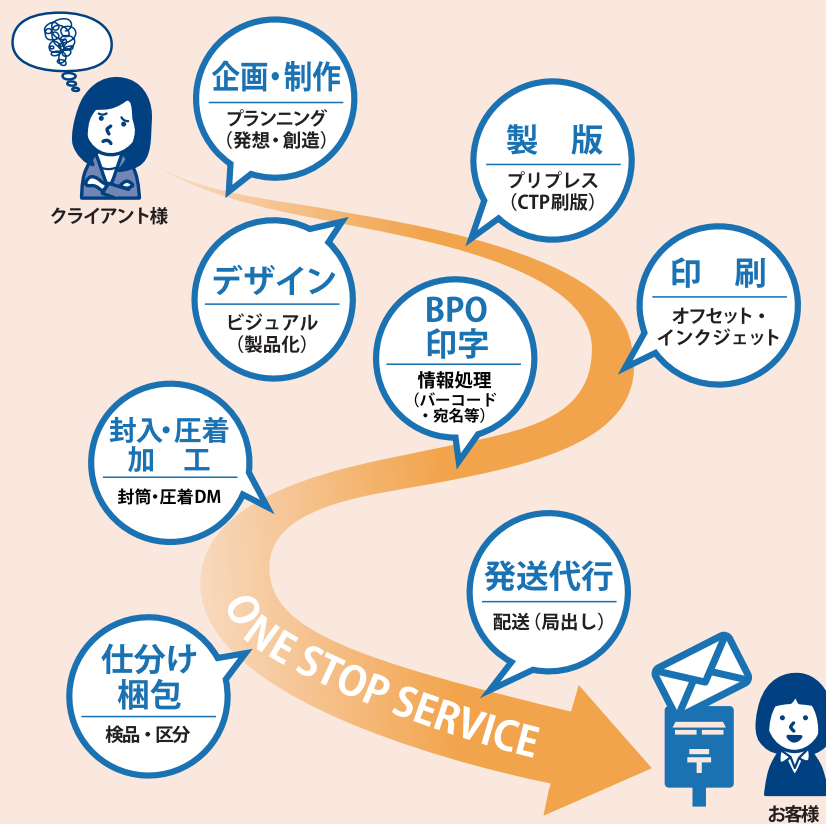 クライアント様
企画・制作
プランニング
（発想・創造）
デザイン
ビジュアル
（製品化）
製　版
プリプレス
（CTP刷版）
印　刷
オフセット・
インクジェット
BPO
印字
情報処理
（バーコード
・宛名等）
封入・圧着
加　工
封筒・圧着DM
仕分け
梱包
検品・区分
発送代行
配送（局出し）
ONE STOP SERVICE
お客様